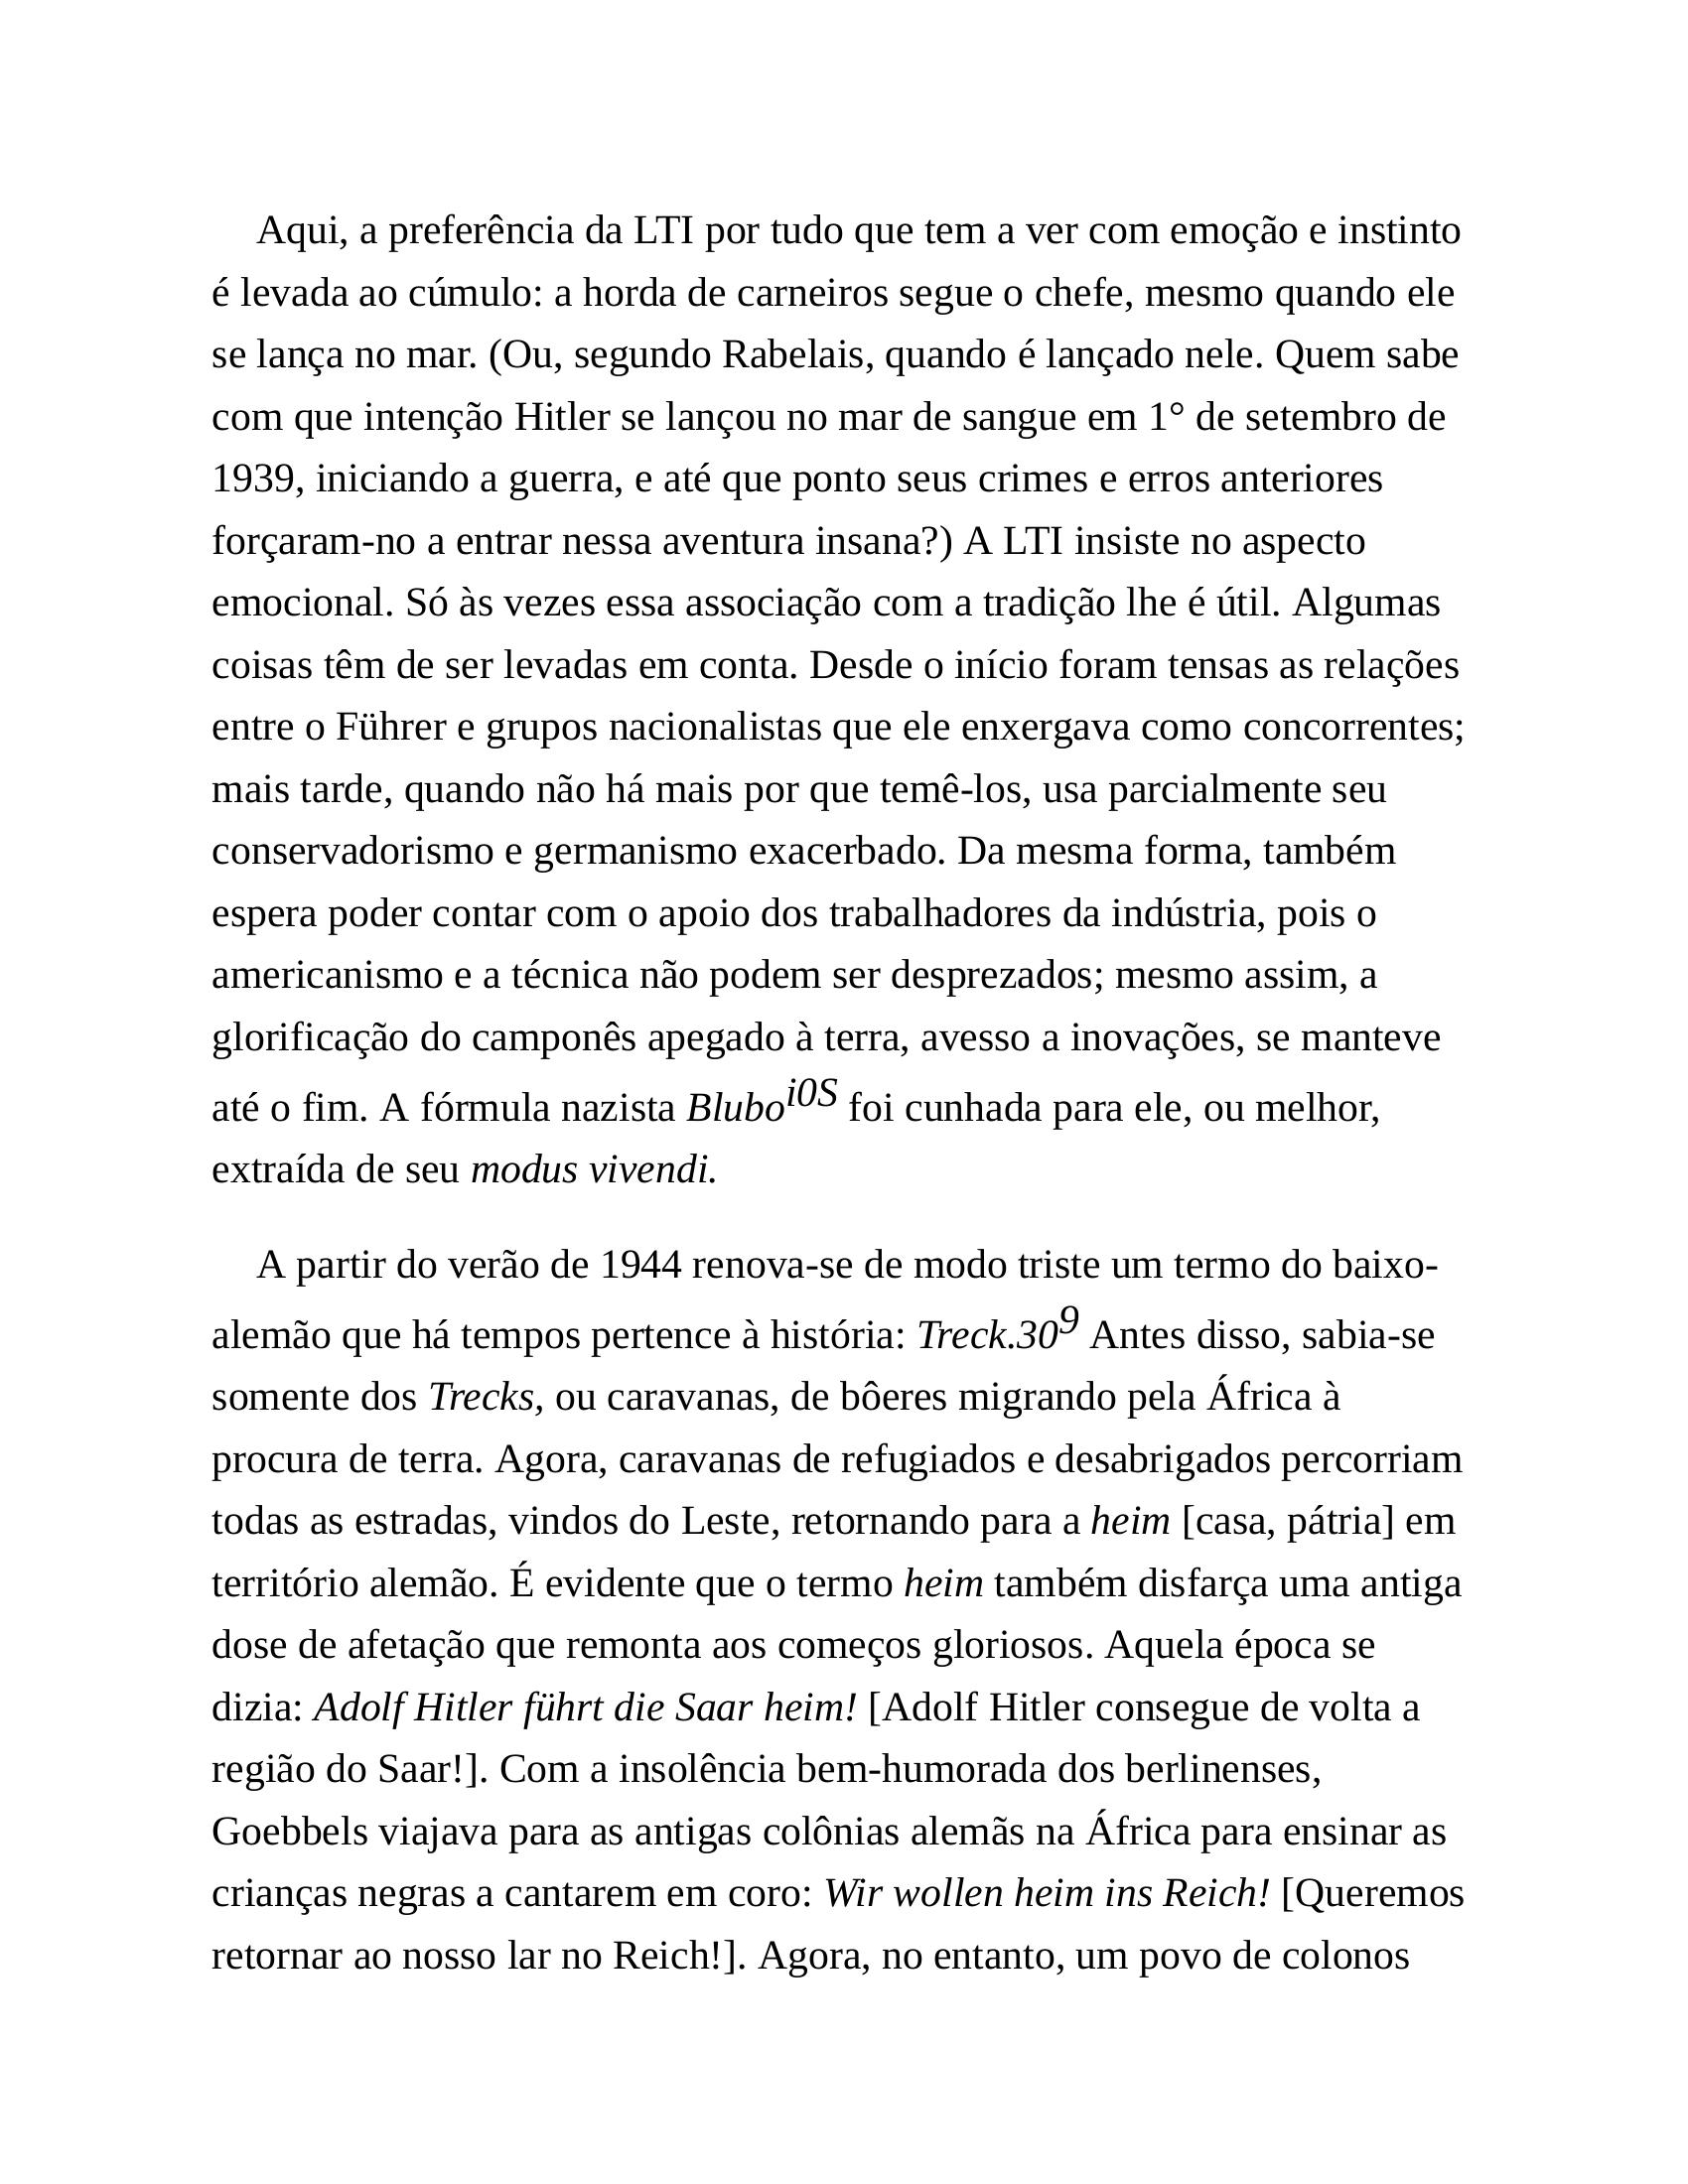 Aqui, a preferência da LTI por tudo que tem a ver com emoção e instinto
é levada ao cúmulo: a horda de carneiros segue o chefe, mesmo quando ele
se lança no mar. (Ou, segundo Rabelais, quando é lançado nele. Quem sabe
com que intenção Hitler se lançou no mar de sangue em 1° de setembro de
1939, iniciando a guerra, e até que ponto seus crimes e erros anteriores
forçaram-no a entrar nessa aventura insana?) A LTI insiste no aspecto
emocional. Só às vezes essa associação com a tradição lhe é útil. Algumas
coisas têm de ser levadas em conta. Desde o início foram tensas as relações
entre o Führer e grupos nacionalistas que ele enxergava como concorrentes;
mais tarde, quando não há mais por que temê-los, usa parcialmente seu
conservadorismo e germanismo exacerbado. Da mesma forma, também
espera poder contar com o apoio dos trabalhadores da indústria, pois o
americanismo e a técnica não podem ser desprezados; mesmo assim, a
glorificação do camponês apegado à terra, avesso a inovações, se manteve
até o fim. A fórmula nazista Bluboi0S foi cunhada para ele, ou melhor,
extraída de seu modus vivendi.
A partir do verão de 1944 renova-se de modo triste um termo do baixo-
alemão que há tempos pertence à história: Treck.309 Antes disso, sabia-se
somente dos Trecks, ou caravanas, de bôeres migrando pela África à
procura de terra. Agora, caravanas de refugiados e desabrigados percorriam
todas as estradas, vindos do Leste, retornando para a heim [casa, pátria] em
território alemão. É evidente que o termo heim também disfarça uma antiga
dose de afetação que remonta aos começos gloriosos. Aquela época se
dizia: Adolf Hitler führt die Saar heim! [Adolf Hitler consegue de volta a
região do Saar!]. Com a insolência bem-humorada dos berlinenses,
Goebbels viajava para as antigas colônias alemãs na África para ensinar as
crianças negras a cantarem em coro: Wir wollen heim ins Reich! [Queremos
retornar ao nosso lar no Reich!]. Agora, no entanto, um povo de colonos